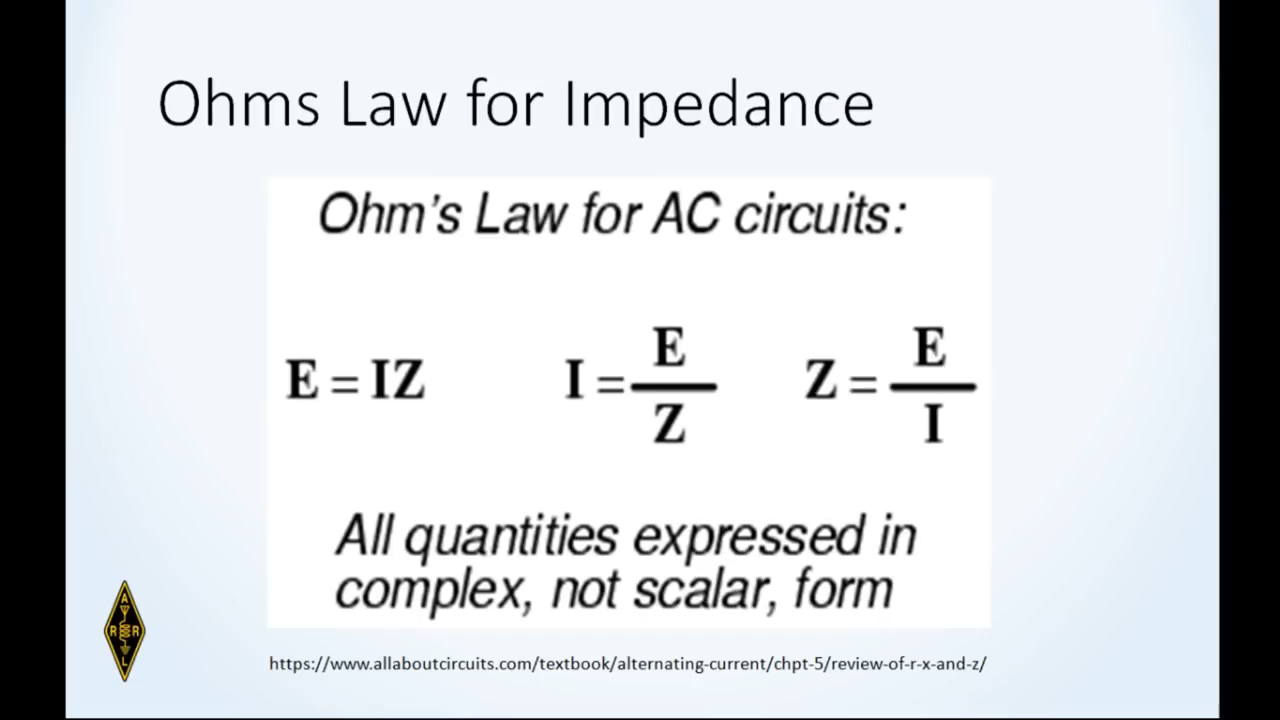 Ohms Law for Impedance
Ohm's Law for AC circuits:
E = IZ  I = E/Z  Z = E/I
All quantities expressed in
complex, not scalar, form
A
R R
L
https://www.allaboutcircuits.com/textbook/alternating-current/chpt-5/review-of-r-x-and-z/